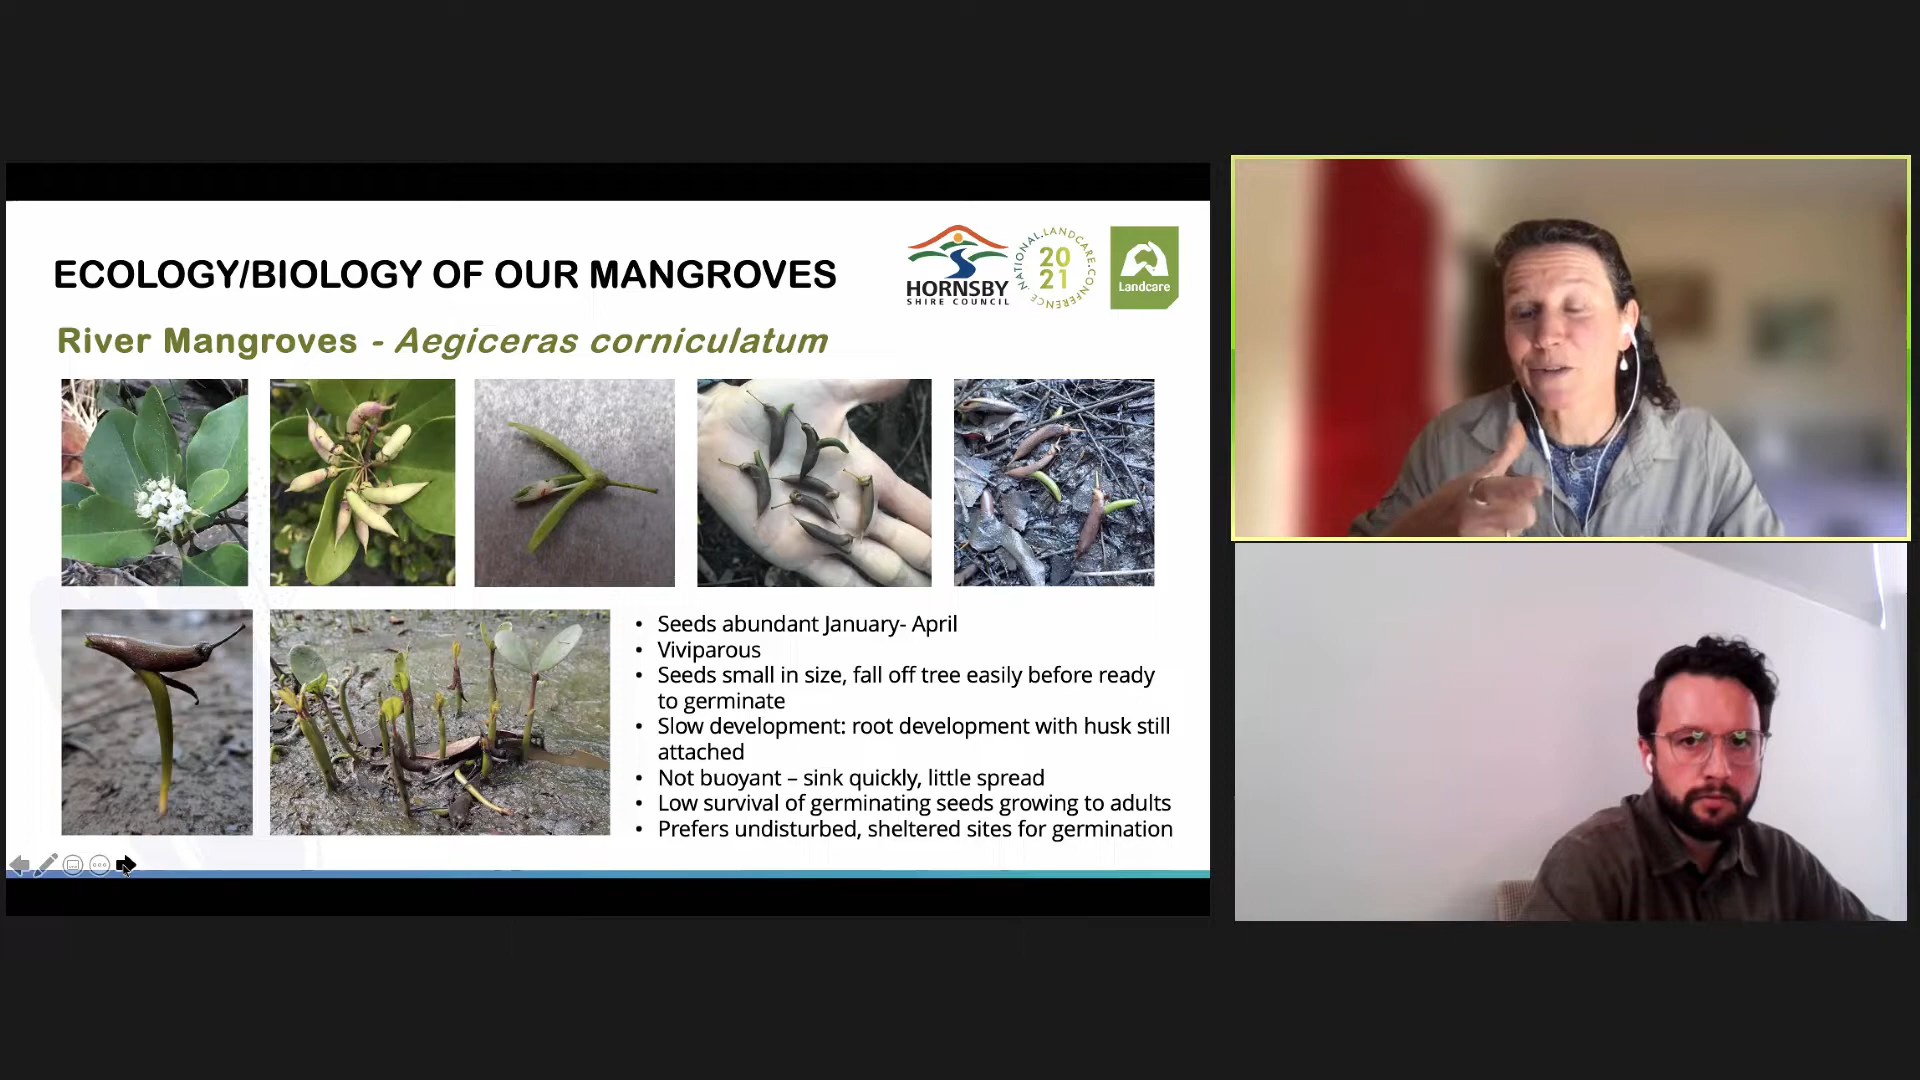 ECOLOGY/BIOLOGY OF OUR MANGROVES
HORNSBY
SHIRE COUNCIL
NATIONAL LANDCARE CONFERENCE
20
21
Landcare
River Mangroves - Aegiceras corniculatum
• Seeds abundant January- April
• Viviparous
• Seeds small in size, fall off tree easily before ready
to germinate
• Slow development: root development with husk still
attached
• Not buoyant – sink quickly, little spread
• Low survival of germinating seeds growing to adults
• Prefers undisturbed, sheltered sites for germination